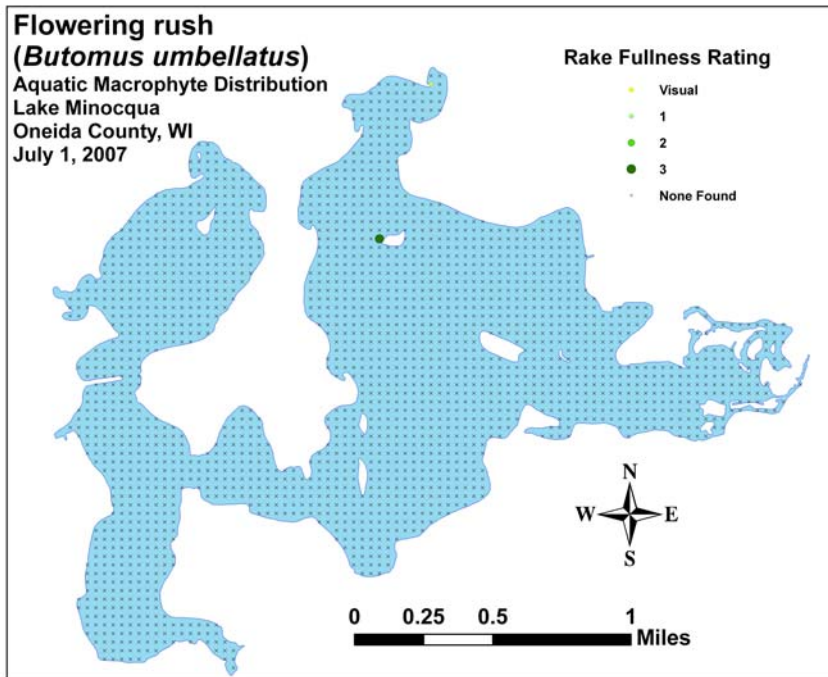 Flowering rush
(Butomus umbellatus)
Aquatic Macrophyte Distribution
Lake Minocqua
Oneida County, WI
July 1, 2007
Rake Fullness Rating
Visual
1
2
3
None Found
N
W E
S
0 0.25 0.5 1
Miles